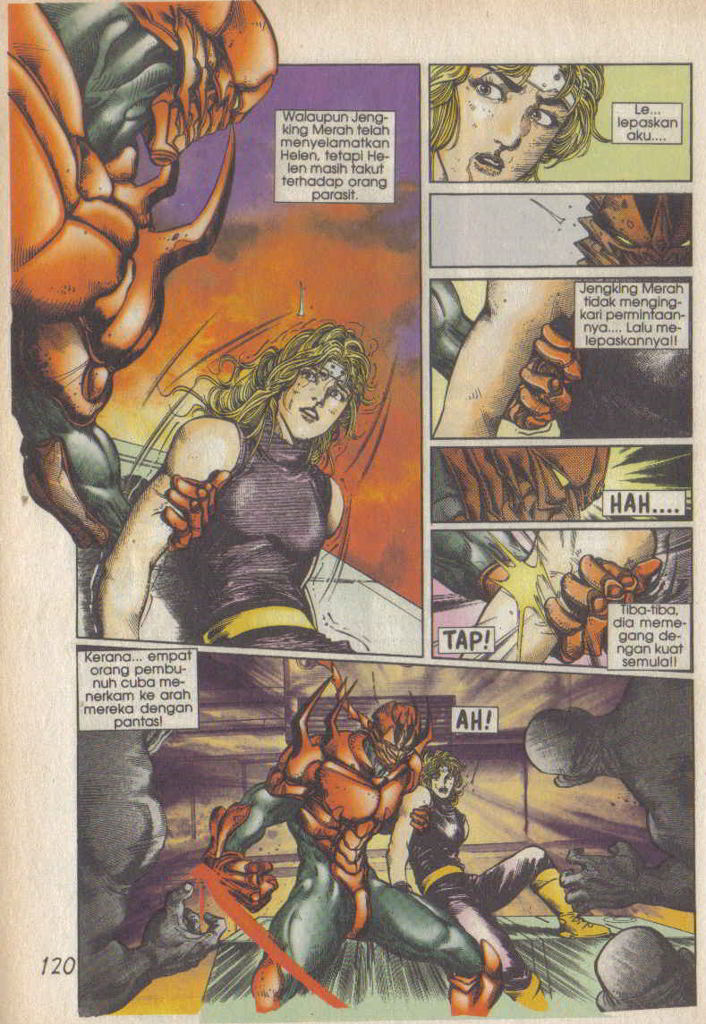 Walaupun Jeng-
king Merah telah
menyelamatkan
Helen, tetapi He-
len masih takut
terhadap orang
parasit.
Le...
lepaskan
aku....
Jengking Merah
tidak menging-
kari permintaan-
nya.... Lalu me-
lepaskannya!!
HAH....
TAP!
Tiba-tiba,
dia meme-
gang de-
ngan kuat
semula!!
Kerana... empat
orang pembu-
nuh cuba me-
nerkam ke arah
mereka dengan
pantas!
AH!
120